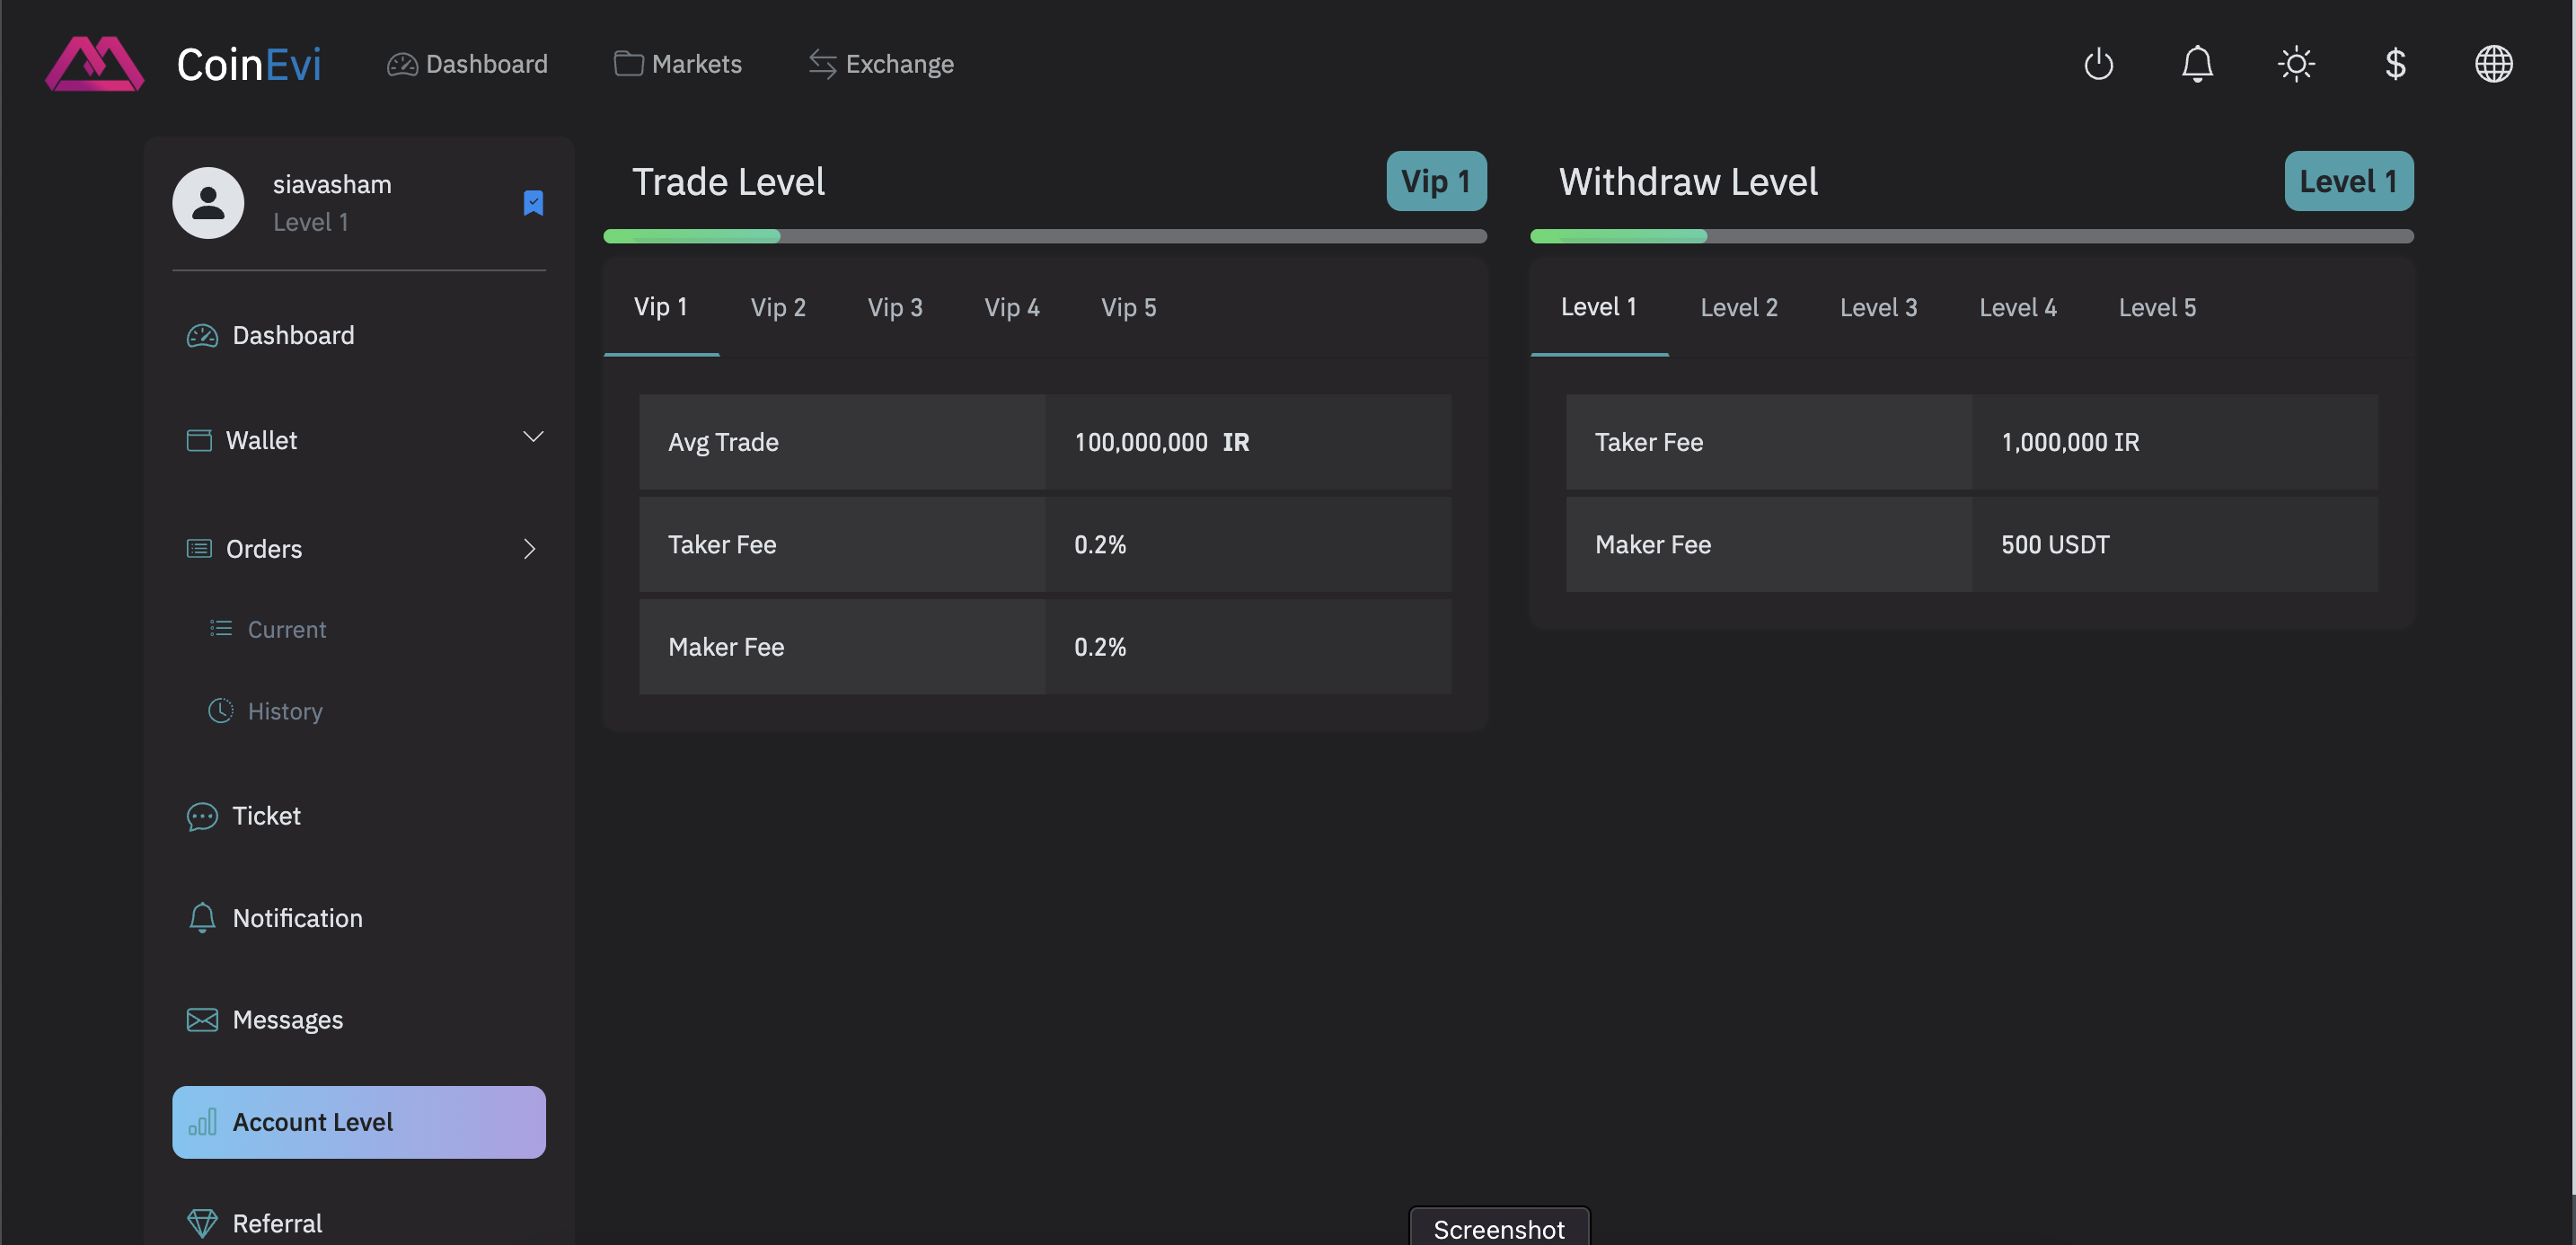 CoinEvi
Dashboard
Markets
Exchange
siavasham
Level 1
Dashboard
Wallet
Orders
Current
History
Ticket
Notification
Messages
Account Level
Referral
Trade Level
Vip 1
Vip 1 Vip 2 Vip 3 Vip 4 Vip 5
Avg Trade 100,000,000 IR
Taker Fee 0.2%
Maker Fee 0.2%
Withdraw Level
Level 1
Level 1 Level 2 Level 3 Level 4 Level 5
Taker Fee 1,000,000 IR
Maker Fee 500 USDT
Screenshot